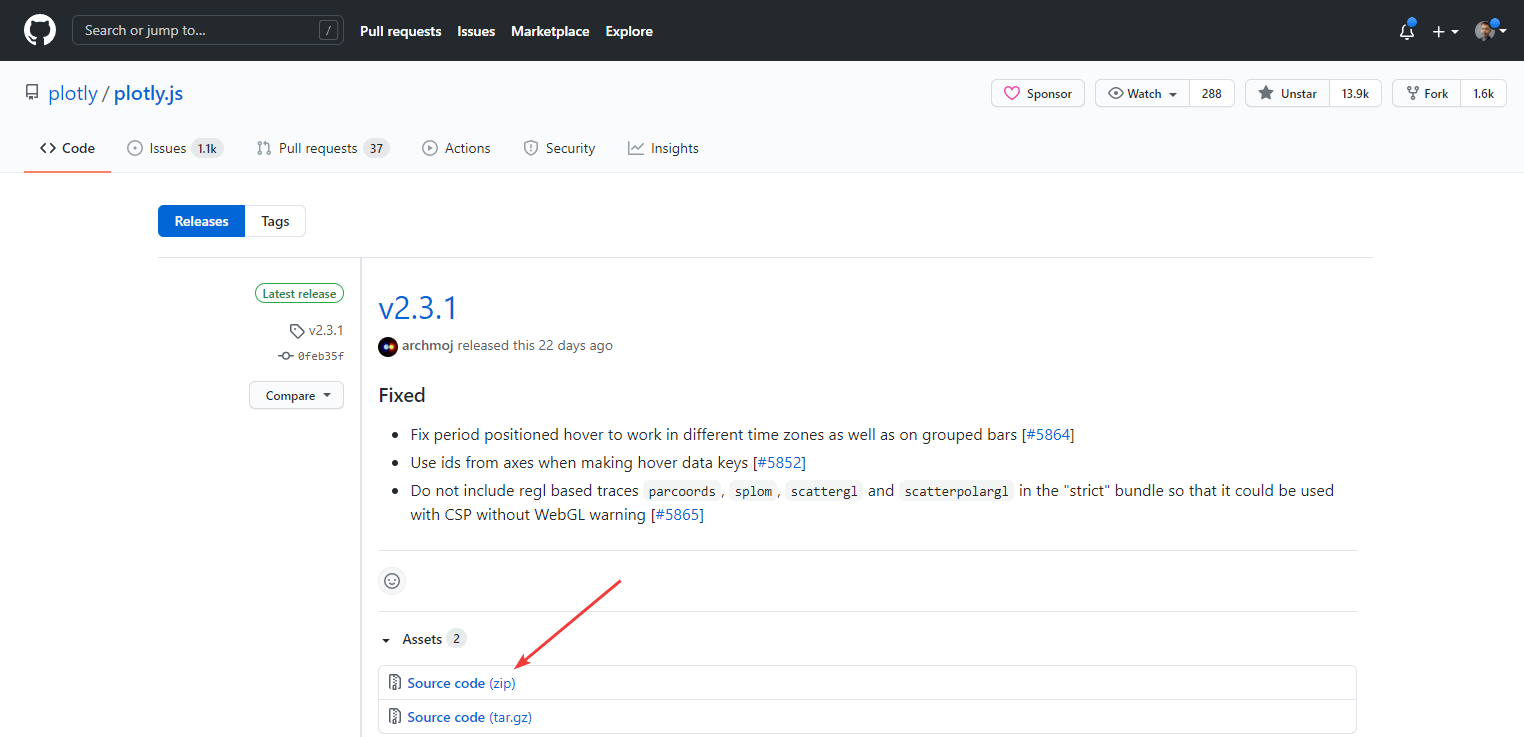 Search or jump to... /
Pull requests Issues Marketplace Explore
plotly / plotly.js
Sponsor Watch 288 Unstar 13.9k Fork 1.6k
Code Issues 1.1k Pull requests 37 Actions Security Insights
Releases Tags
Latest release
v2.3.1
0feb35f
Compare
v2.3.1
archmoj released this 22 days ago
Fixed
• Fix period positioned hover to work in different time zones as well as on grouped bars [#5864]
• Use ids from axes when making hover data keys [#5852]
• Do not include regl based traces parcoords , splom , scattergl and scatterpolargl in the "strict" bundle so that it could be used
with CSP without WebGL warning [#5865]
Assets 2
Source code (zip)
Source code (tar.gz)